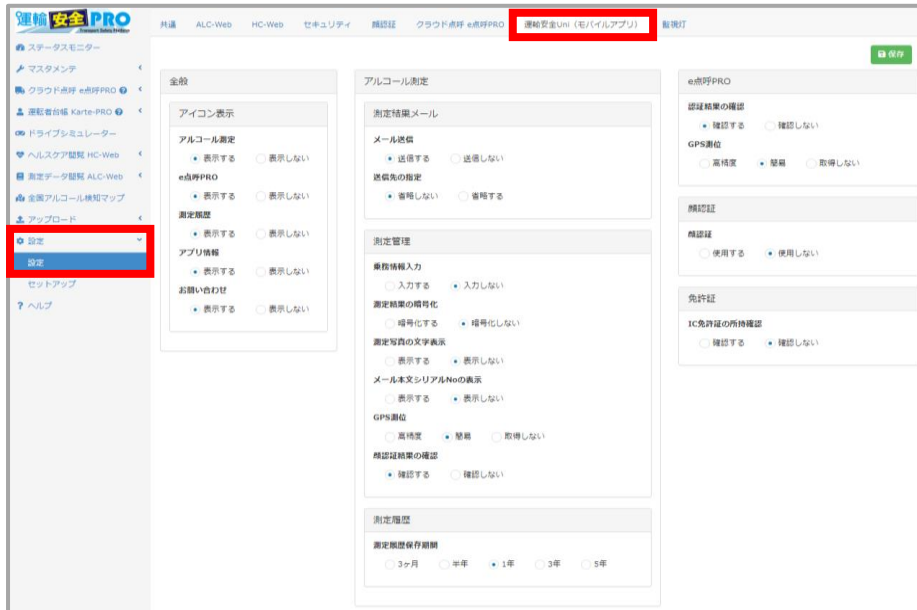 運輸安全PRO
Transport Safety ProVision
共通 ALC-Web HC-Web セキュリティ 顔認証 クラウド点呼 e点呼PRO 運輸安全Uni（モバイルアプリ）
ステータスモニター
マスタメンテ
クラウド点呼 e点呼PRO
運転者台帳 Karte-PRO
ドライブシミュレーター
ヘルスケア閲覧 HC-Web
測定データ閲覧 ALC-Web
全国アルコール検知マップ
アップロード
設定
設定
セットアップ
ヘルプ
保存
全般
アイコン表示
アルコール測定
表示する 表示しない
e点呼PRO
表示する 表示しない
測定履歴
表示する 表示しない
アプリ情報
表示する 表示しない
お問い合わせ
表示する 表示しない
アルコール測定
測定結果メール
メール送信
送信する 送信しない
送信先の指定
省略しない 省略する
測定管理
乗務情報入力
入力する 入力しない
測定結果の暗号化
暗号化する 暗号化しない
測定写真の文字表示
表示する 表示しない
メール本文シリアルNoの表示
表示する 表示しない
GPS測位
高精度 簡易 取得しない
顔認証結果の確認
確認する 確認しない
測定履歴
測定履歴保存期間
3ヶ月 半年 1年 3年 5年
e点呼PRO
認証結果の確認
確認する 確認しない
GPS測位
高精度 簡易 取得しない
顔認証
顔認証
使用する 使用しない
免許証
IC免許証の所持確認
確認する 確認しない